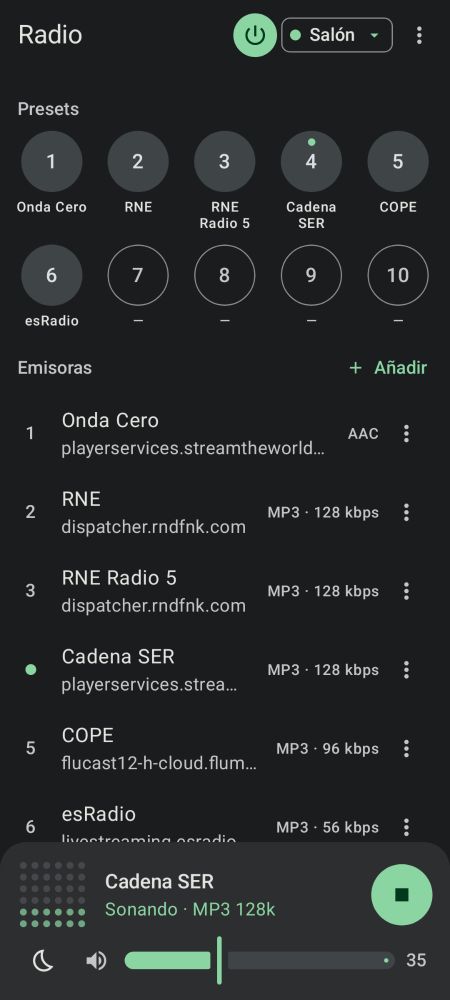 Radio
Salón
Presets
1 2 3 4 5
Onda Cero RNE RNE Radio 5 Cadena SER COPE
6 7 8 9 10
esRadio – – – –
Emisoras + Añadir
1 Onda Cero AAC
playerservices.streamtheworld…
2 RNE MP3 · 128 kbps
dispatcher.rndfnk.com
3 RNE Radio 5 MP3 · 128 kbps
dispatcher.rndfnk.com
Cadena SER MP3 · 128 kbps
playerservices.strea…
5 COPE MP3 · 96 kbps
flucast12-h-cloud.flum…
6 esRadio MP3 · 56 kbps
livestreaming.esradio
Cadena SER
Sonando · MP3 128k
35